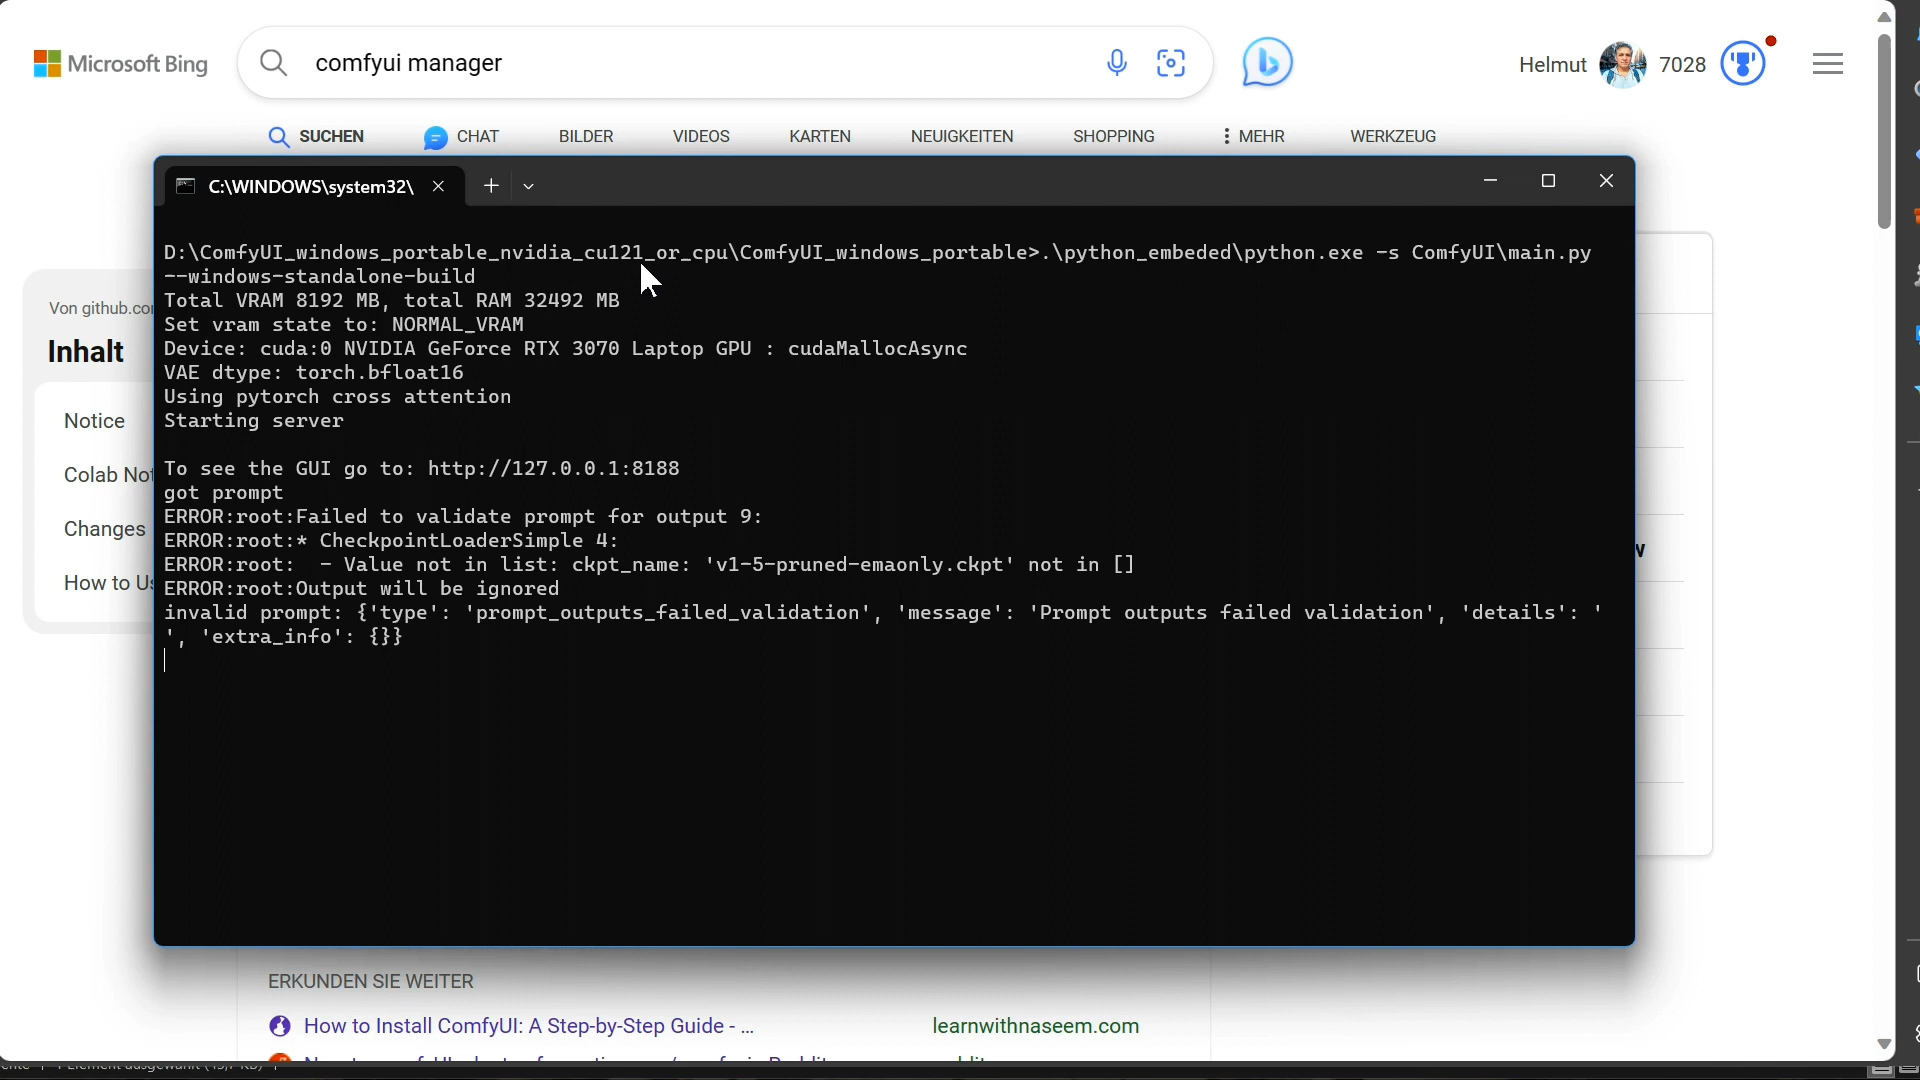 Microsoft Bing
comfyui manager
Helmut
7028
SUCHEN
CHAT
BILDER
VIDEOS
KARTEN
NEUIGKEITEN
SHOPPING
MEHR
WERKZEUG
C:\WINDOWS\system32\
Von github.co
Inhalt
Notice
Colab
Changes
How to
D:\ComfyUI_windows_portable_nvidia_cu121_or_cpu\ComfyUI_windows_portable>.\python_embeded\python.exe -s ComfyUI\main.py
--windows-standalone-build
Total VRAM 8192 MB, total RAM 32492 MB
Set vram state to: NORMAL_VRAM
Device: cuda:0 NVIDIA GeForce RTX 3070 Laptop GPU : cudaMallocAsync
VAE dtype: torch.bfloat16
Using pytorch cross attention
Starting server
To see the GUI go to: http://127.0.0.1:8188
got prompt
ERROR:root:Failed to validate prompt for output 9:
ERROR:root:* CheckpointLoaderSimple 4:
ERROR:root:  - Value not in list: ckpt_name: 'v1-5-pruned-emaonly.ckpt' not in []
ERROR:root:Output will be ignored
invalid prompt: {'type': 'prompt_outputs_failed_validation', 'message': 'Prompt outputs failed validation', 'details': '
', 'extra_info': {}}
ERKUNDEN SIE WEITER
How to Install ComfyUI: A Step-by-Step Guide - ...
learnwithnaseem.com